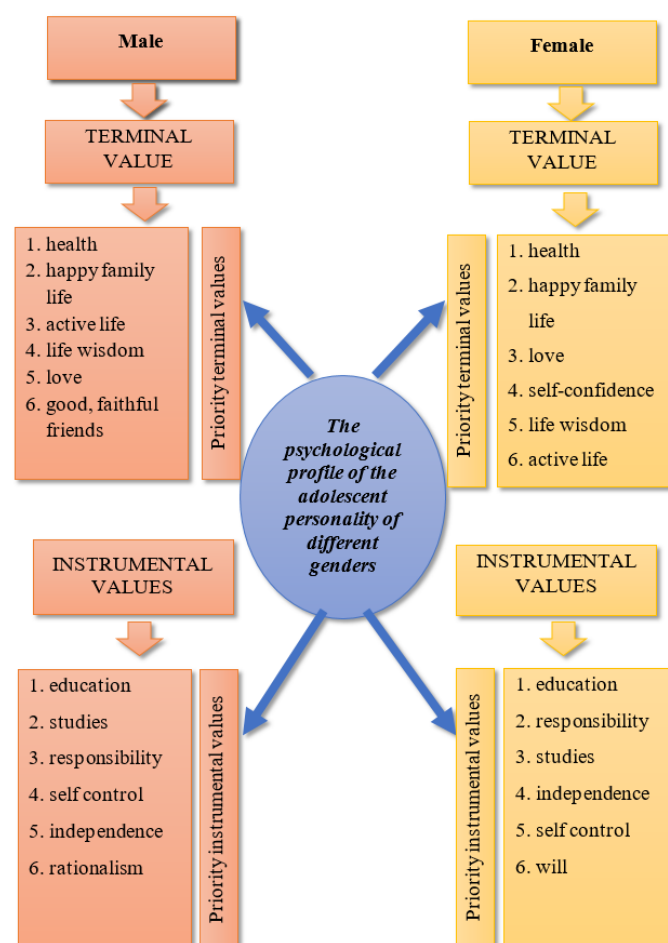 Male
TERMINAL
VALUE
1. health
2. happy family
life
3. active life
4. life wisdom
5. love
6. good, faithful
friends
Priority terminal values
Female
TERMINAL
VALUE
Priority terminal values
1. health
2. happy family
life
3. love
4. self-confidence
5. life wisdom
6. active life
The
psychological
profile of the
adolescent
personality of
different
genders
INSTRUMENTAL
VALUES
1. education
2. studies
3. responsibility
4. self control
5. independence
6. rationalism
Priority instrumental values
INSTRUMENTAL
VALUES
Priority instrumental values
1. education
2. responsibility
3. studies
4. independence
5. self control
6. will